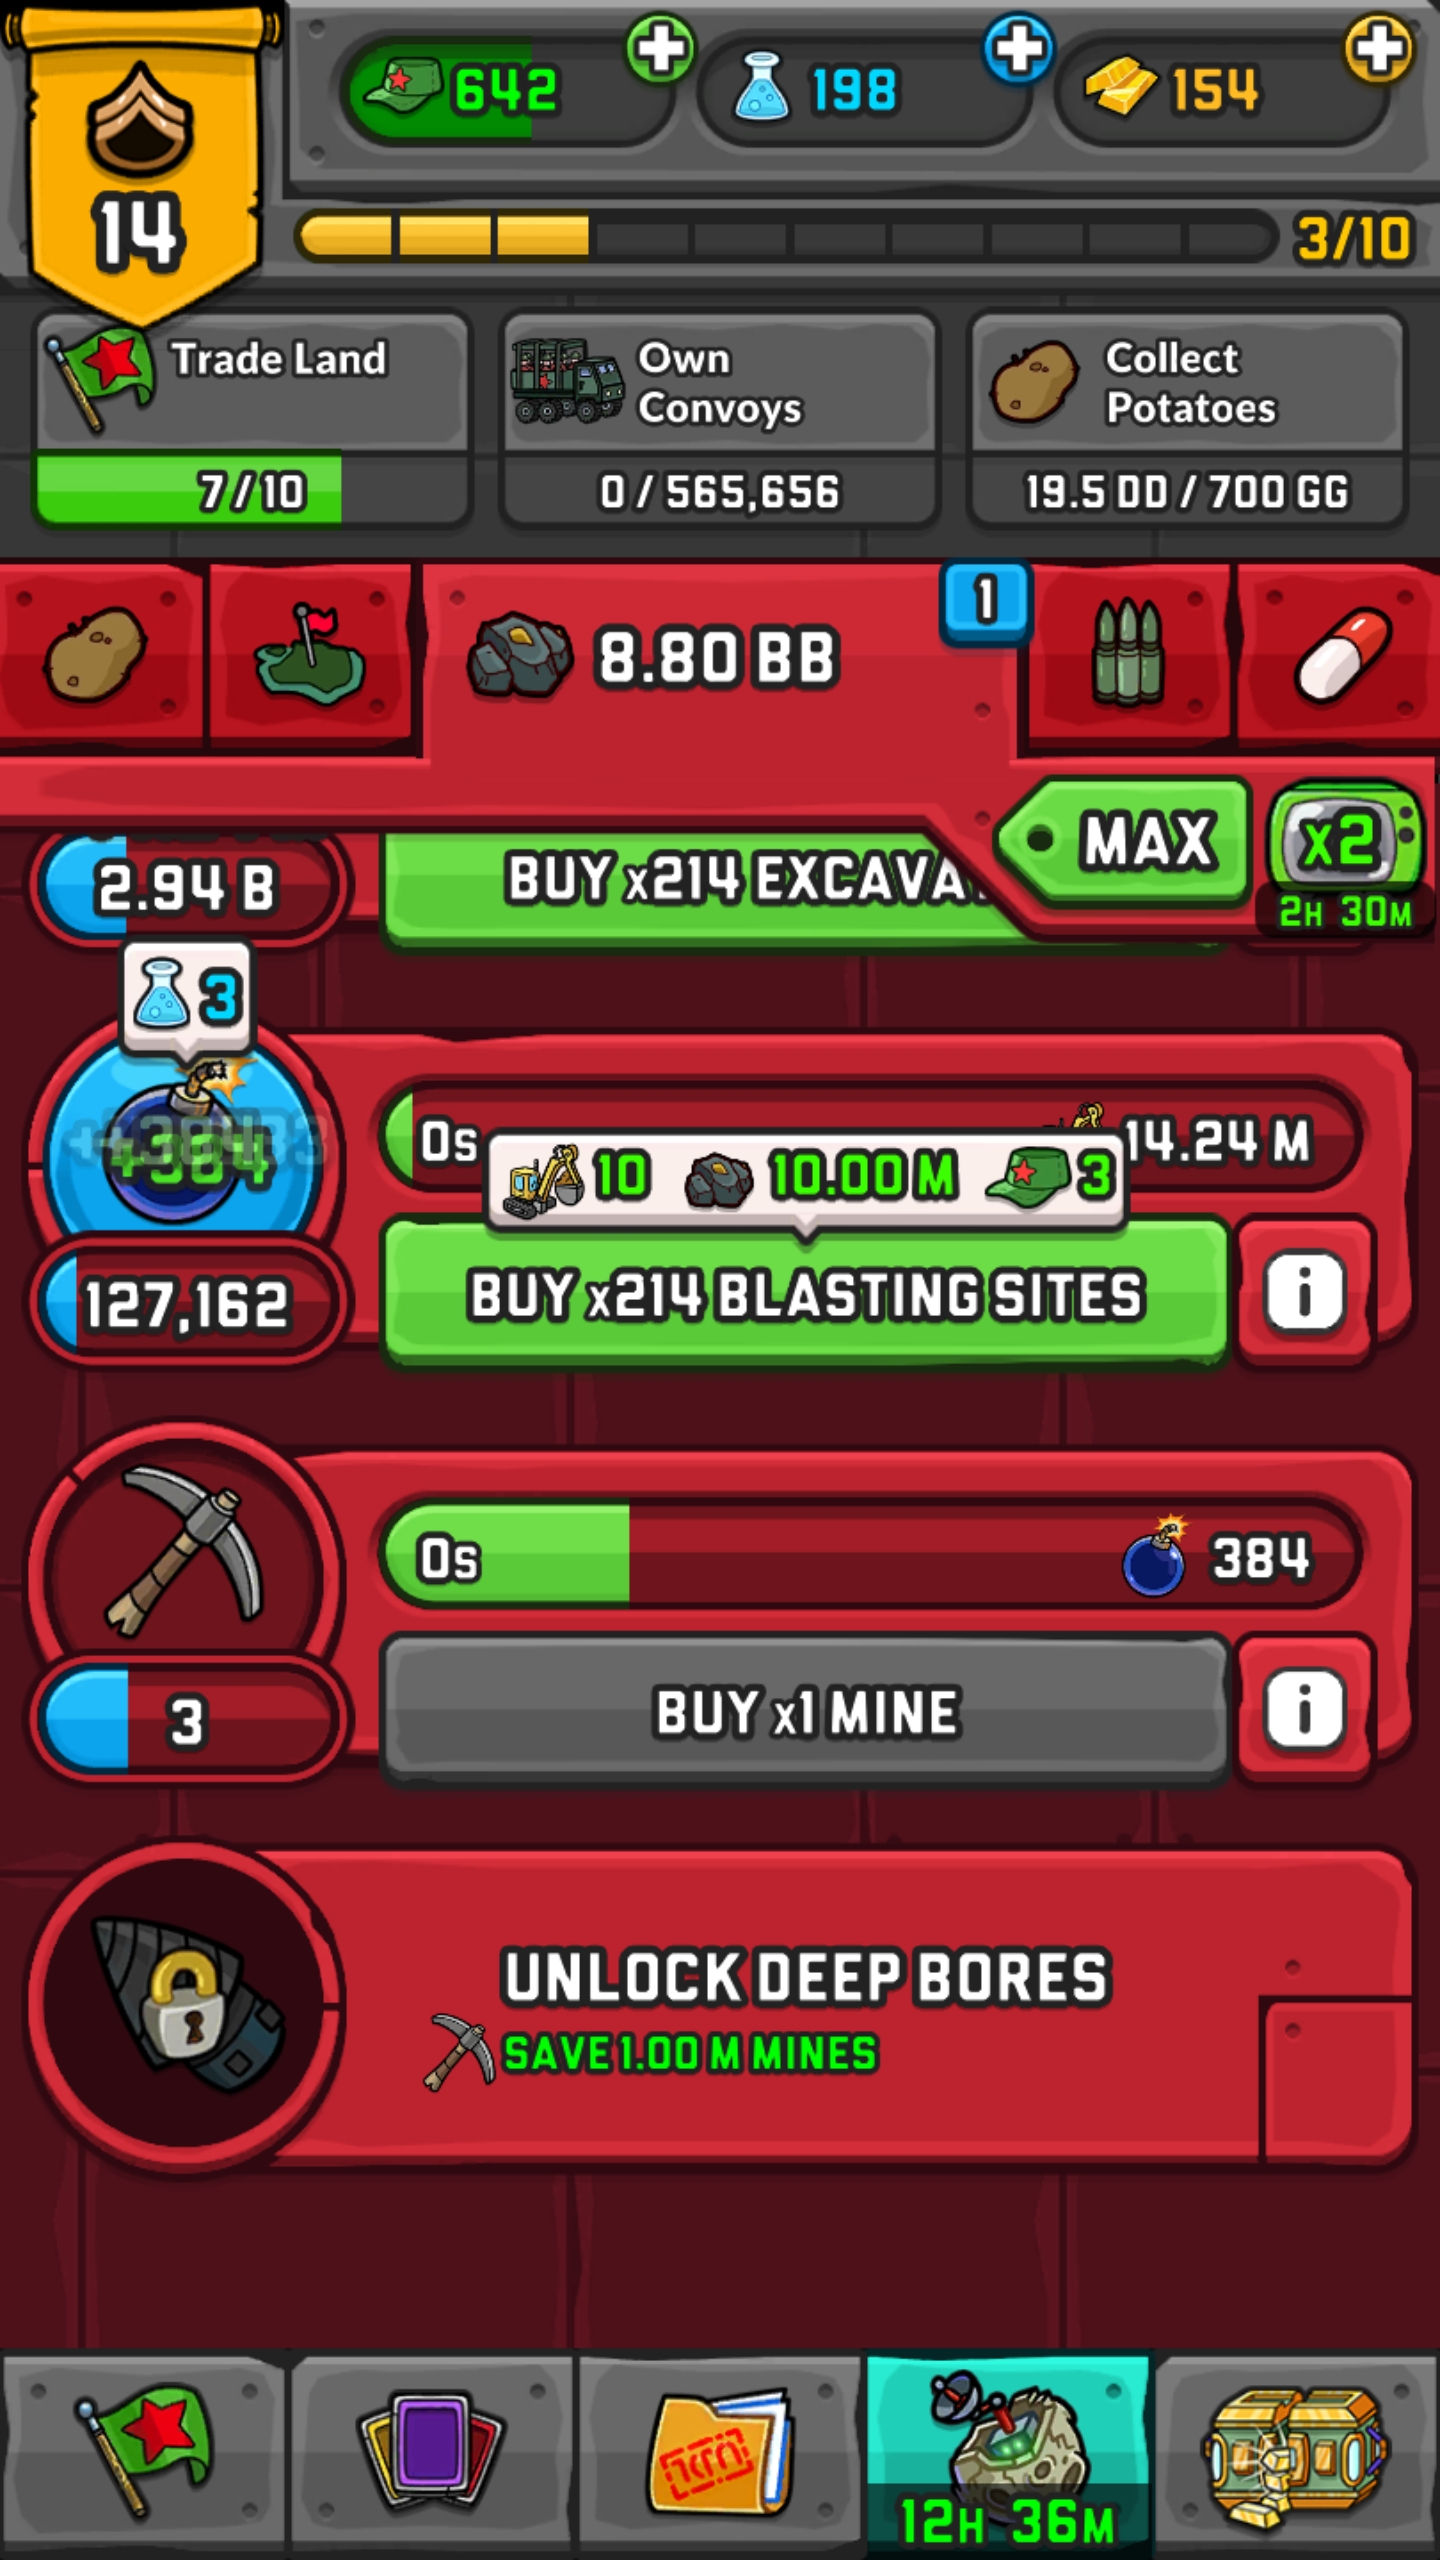 642
198
154
14
3/10
Trade Land
7/10
Own
Convoys
0 / 565,656
Collect
Potatoes
19.5 DD / 700 GG
8.80 BB
1
MAX
x2
2H 30M
2.94 B
BUY x214 EXCAVA
3
+384
0s
14.24 M
10
10.00 M
3
127,162
BUY x214 BLASTING SITES
i
0s
384
3
BUY x1 MINE
i
UNLOCK DEEP BORES
SAVE 1.00 M MINES
12H 36M